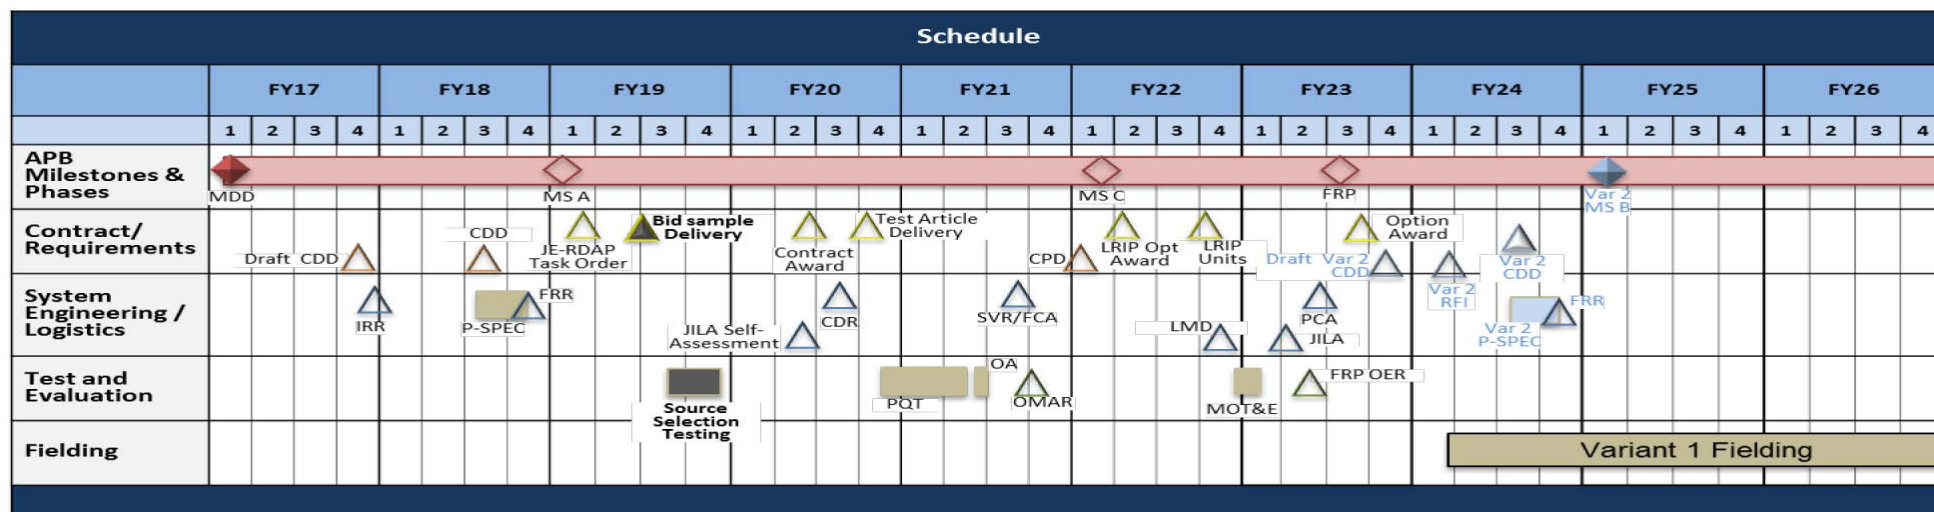 Schedule
FY17 FY18 FY19 FY20 FY21 FY22 FY23 FY24 FY25 FY26
1 2 3 4 1 2 3 4 1 2 3 4 1 2 3 4 1 2 3 4 1 2 3 4 1 2 3 4 1 2 3 4 1 2 3 4 1 2 3 4
APB
Milestones &
Phases
MDD
MS A
MS C
FRP
Var 2
MS B
Contract/
Requirements
Draft CDD
CDD
JE-RDAP
Task Order
Bid sample
Delivery
Contract
Award
Test Article
Delivery
CPD
LRIP Opt
Award
LRIP
Units
Draft Var 2
CDD
Option
Award
Var 2
RFI
Var 2
CDD
System
Engineering /
Logistics
IRR
P-SPEC
FRR
JILA Self-
Assessment
CDR
SVR/FCA
LMD
PCA
JILA
Var 2
P-SPEC
FRR
Test and
Evaluation
Source
Selection
Testing
PQT
OA
OMAR
MOT&E
FRP OER
Fielding
Variant 1 Fielding